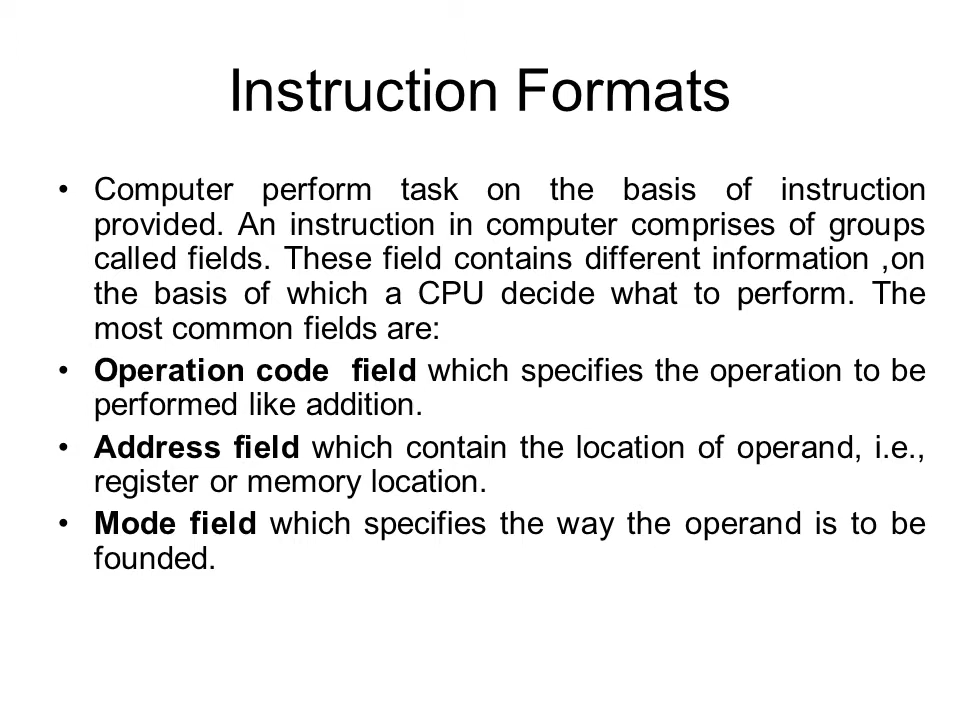 Instruction Formats
• Computer perform task on the basis of instruction
provided. An instruction in computer comprises of groups
called fields. These field contains different information ,on
the basis of which a CPU decide what to perform. The
most common fields are:
• Operation code  field which specifies the operation to be
performed like addition.
• Address field which contain the location of operand, i.e.,
register or memory location.
• Mode field which specifies the way the operand is to be
founded.